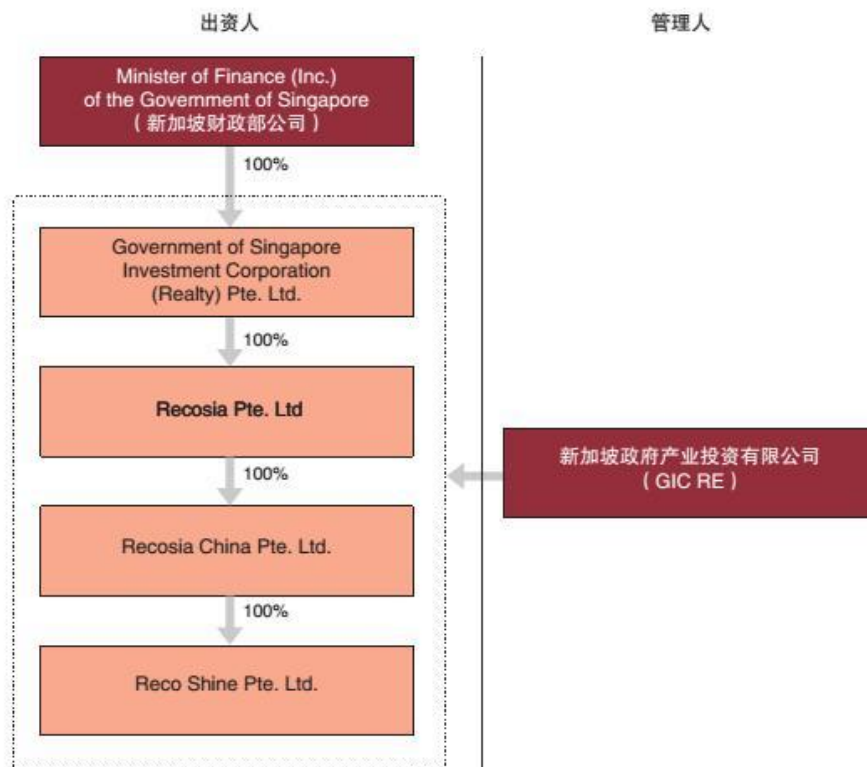 出资人
管理人
Minister of Finance (Inc.)
of the Government of Singapore
（新加坡财政部公司）
100%
Government of Singapore
Investment Corporation
(Realty) Pte. Ltd.
100%
Recosia Pte. Ltd
新加坡政府产业投资有限公司
（GIC RE）
100%
Recosia China Pte. Ltd.
100%
Reco Shine Pte. Ltd.